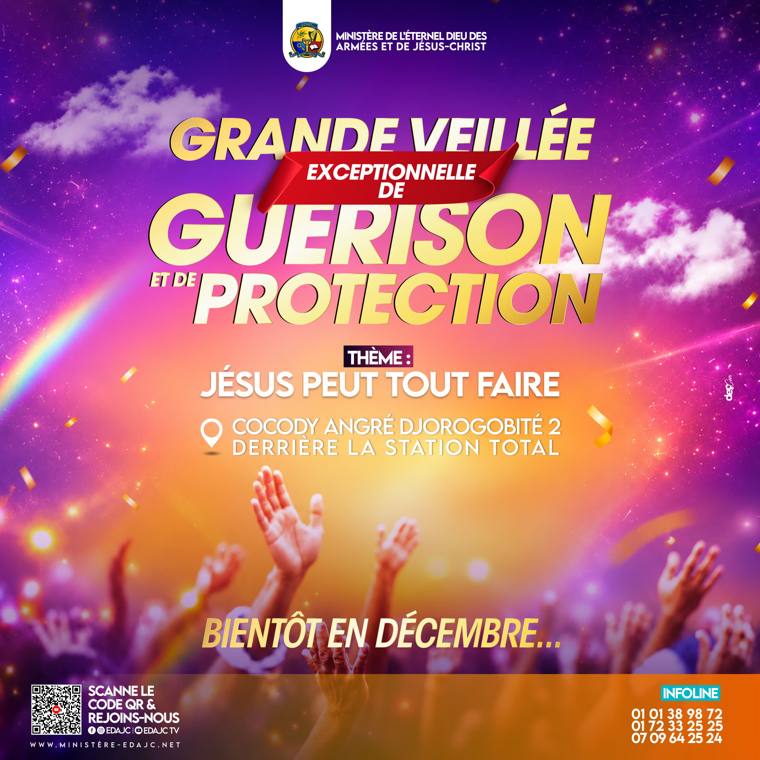 MINISTÈRE DE L'ÉTERNEL DIEU DES
ARMÉES ET DE JÉSUS-CHRIST
GRANDE VEILLÉE
EXCEPTIONNELLE
DE
GUERISON
ET DE PROTECTION
THÈME :
JÉSUS PEUT TOUT FAIRE
COCODY ANGRÉ DJOROGOBITÉ 2
DERRIÈRE LA STATION TOTAL
BIENTÔT EN DÉCEMBRE...
SCANNE LE
CODE QR &
REJOINS-NOUS
EDAJC | EDAJC TV
WWW.MINISTÈRE-EDAJC.NET
INFOLINE
01 01 38 98 72
01 72 33 25 25
07 09 64 25 24